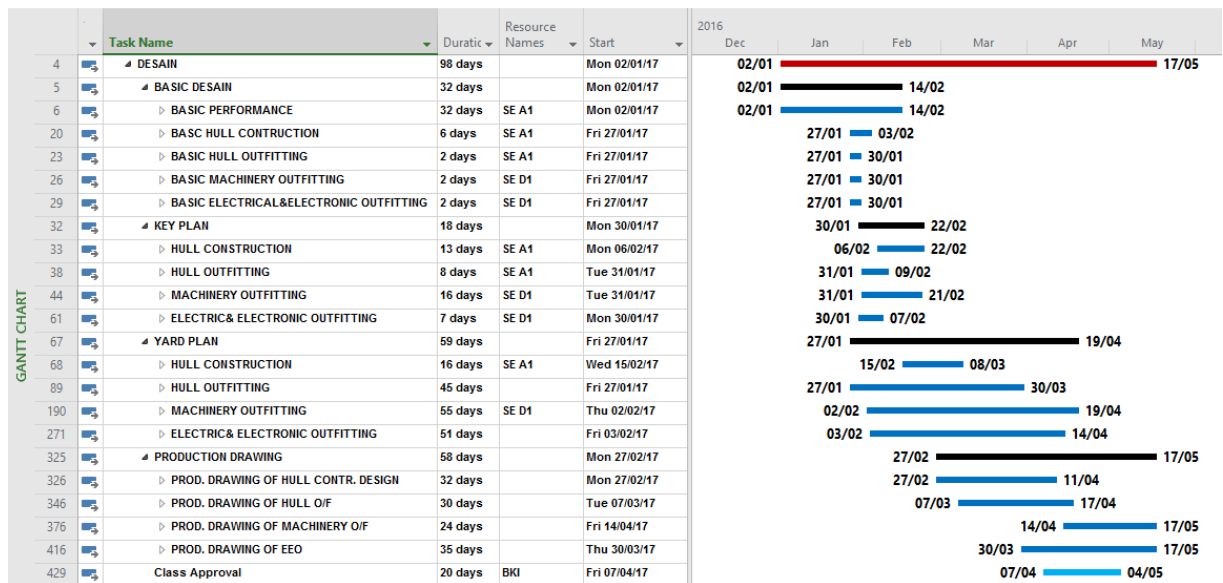 GANTT CHART
Task Name Duratic Resource Names Start 2016
Dec Jan Feb Mar Apr May
4 DESAIN 98 days Mon 02/01/17 02/01 17/05
5 BASIC DESAIN 32 days Mon 02/01/17 02/01 14/02
6 BASIC PERFORMANCE 32 days SE A1 Mon 02/01/17 02/01 14/02
20 BASC HULL CONTRUCTION 6 days SE A1 Fri 27/01/17 27/01 03/02
23 BASIC HULL OUTFITTING 2 days SE A1 Fri 27/01/17 27/01 30/01
26 BASIC MACHINERY OUTFITTING 2 days SE D1 Fri 27/01/17 27/01 30/01
29 BASIC ELECTRICAL&ELECTRONIC OUTFITTING 2 days SE D1 Fri 27/01/17 27/01 30/01
32 KEY PLAN 18 days Mon 30/01/17 30/01 22/02
33 HULL CONSTRUCTION 13 days SE A1 Mon 06/02/17 06/02 22/02
38 HULL OUTFITTING 8 days SE A1 Tue 31/01/17 31/01 09/02
44 MACHINERY OUTFITTING 16 days SE D1 Tue 31/01/17 31/01 21/02
61 ELECTRIC& ELECTRONIC OUTFITTING 7 days SE D1 Mon 30/01/17 30/01 07/02
67 YARD PLAN 59 days Fri 27/01/17 27/01 19/04
68 HULL CONSTRUCTION 16 days SE A1 Wed 15/02/17 15/02 08/03
89 HULL OUTFITTING 45 days Fri 27/01/17 27/01 30/03
190 MACHINERY OUTFITTING 55 days SE D1 Thu 02/02/17 02/02 19/04
271 ELECTRIC& ELECTRONIC OUTFITTING 51 days Fri 03/02/17 03/02 14/04
325 PRODUCTION DRAWING 58 days Mon 27/02/17 27/02 17/05
326 PROD. DRAWING OF HULL CONTR. DESIGN 32 days Mon 27/02/17 27/02 11/04
346 PROD. DRAWING OF HULL O/F 30 days Tue 07/03/17 07/03 17/04
376 PROD. DRAWING OF MACHINERY O/F 24 days Fri 14/04/17 14/04 17/05
416 PROD. DRAWING OF EEO 35 days Thu 30/03/17 30/03 17/05
429 Class Approval 20 days BKI Fri 07/04/17 07/04 04/05